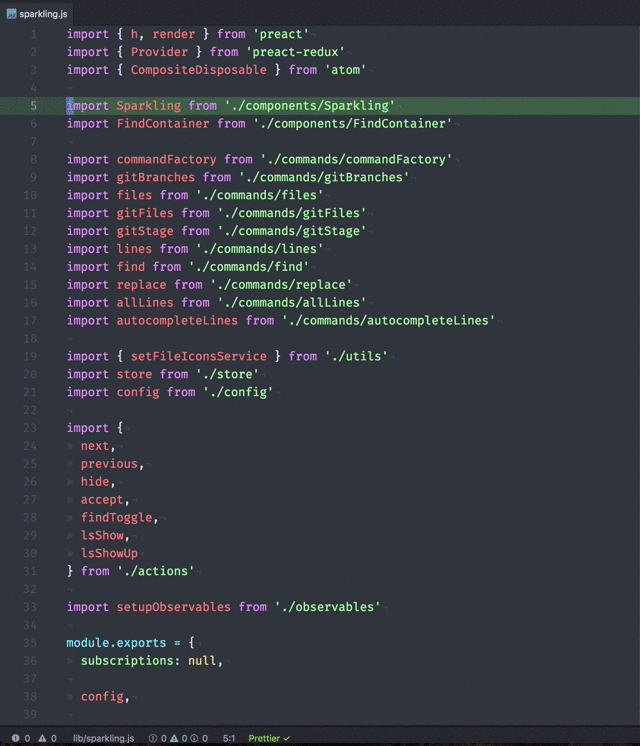 sparkling.js
1 import { h, render } from 'preact'
2 import { Provider } from 'preact-redux'
3 import { CompositeDisposable } from 'atom'
4
5 import Sparkling from './components/Sparkling'
6 import FindContainer from './components/FindContainer'
7
8 import commandFactory from './commands/commandFactory'
9 import gitBranches from './commands/gitBranches'
10 import files from './commands/files'
11 import gitFiles from './commands/gitFiles'
12 import gitStage from './commands/gitStage'
13 import lines from './commands/lines'
14 import find from './commands/find'
15 import replace from './commands/replace'
16 import allLines from './commands/allLines'
17 import autocompleteLines from './commands/autocompleteLines'
18
19 import { setFileIconsService } from './utils'
20 import store from './store'
21 import config from './config'
22
23 import {
24 next,
25 previous,
26 hide,
27 accept,
28 findToggle,
29 lsShow,
30 lsShowUp
31 } from './actions'
32
33 import setupObservables from './observables'
34
35 module.exports = {
36 subscriptions: null,
37
38 config,
39
0 0 lib/sparkling.js 0 0 0 5:1 Prettier ✓